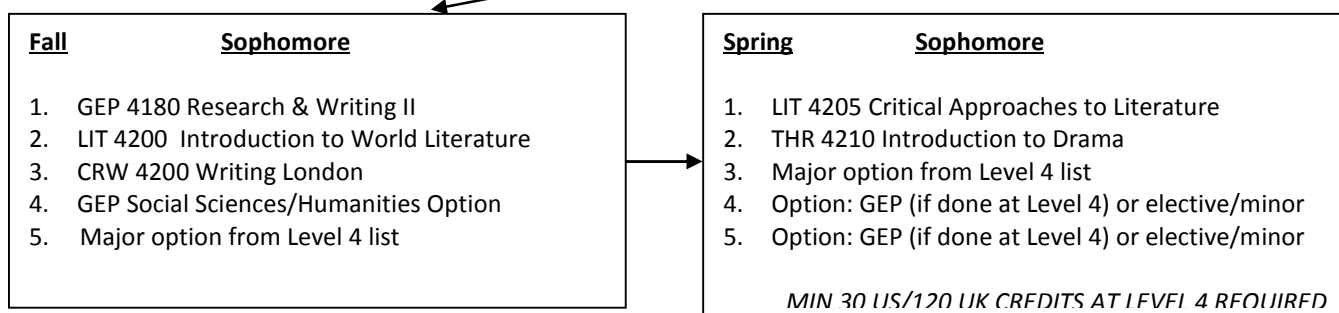 Fall Sophomore
1. GEP 4180 Research & Writing II
2. LIT 4200 Introduction to World Literature
3. CRW 4200 Writing London
4. GEP Social Sciences/Humanities Option
5. Major option from Level 4 list
Spring Sophomore
1. LIT 4205 Critical Approaches to Literature
2. THR 4210 Introduction to Drama
3. Major option from Level 4 list
4. Option: GEP (if done at Level 4) or elective/minor
5. Option: GEP (if done at Level 4) or elective/minor
MIN 30 US/120 UK CREDITS AT LEVEL 4 REQUIRED